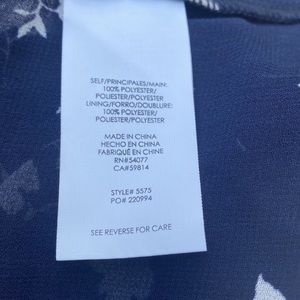 SELF/PRINCIPALES/MAIN:
100% POLYESTER/
POLIESTER/POLYESTER
LINING/FORRO/DOUBLURE:
100% POLYESTER/
POLIESTER/POLYESTER
MADE IN CHINA
HECHO EN CHINA
FABRIQUÉ EN CHINE
RN#54077
CA#59814
STYLE# 5575
PO# 220994
SEE REVERSE FOR CARE